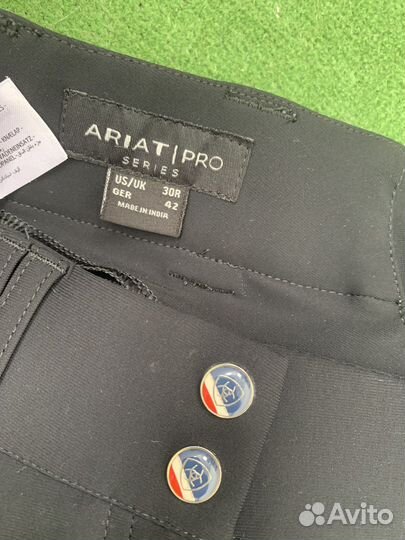 ARIAT | PRO
SERIES
US/UK 30R
GER 42
MADE IN INDIA
Avito